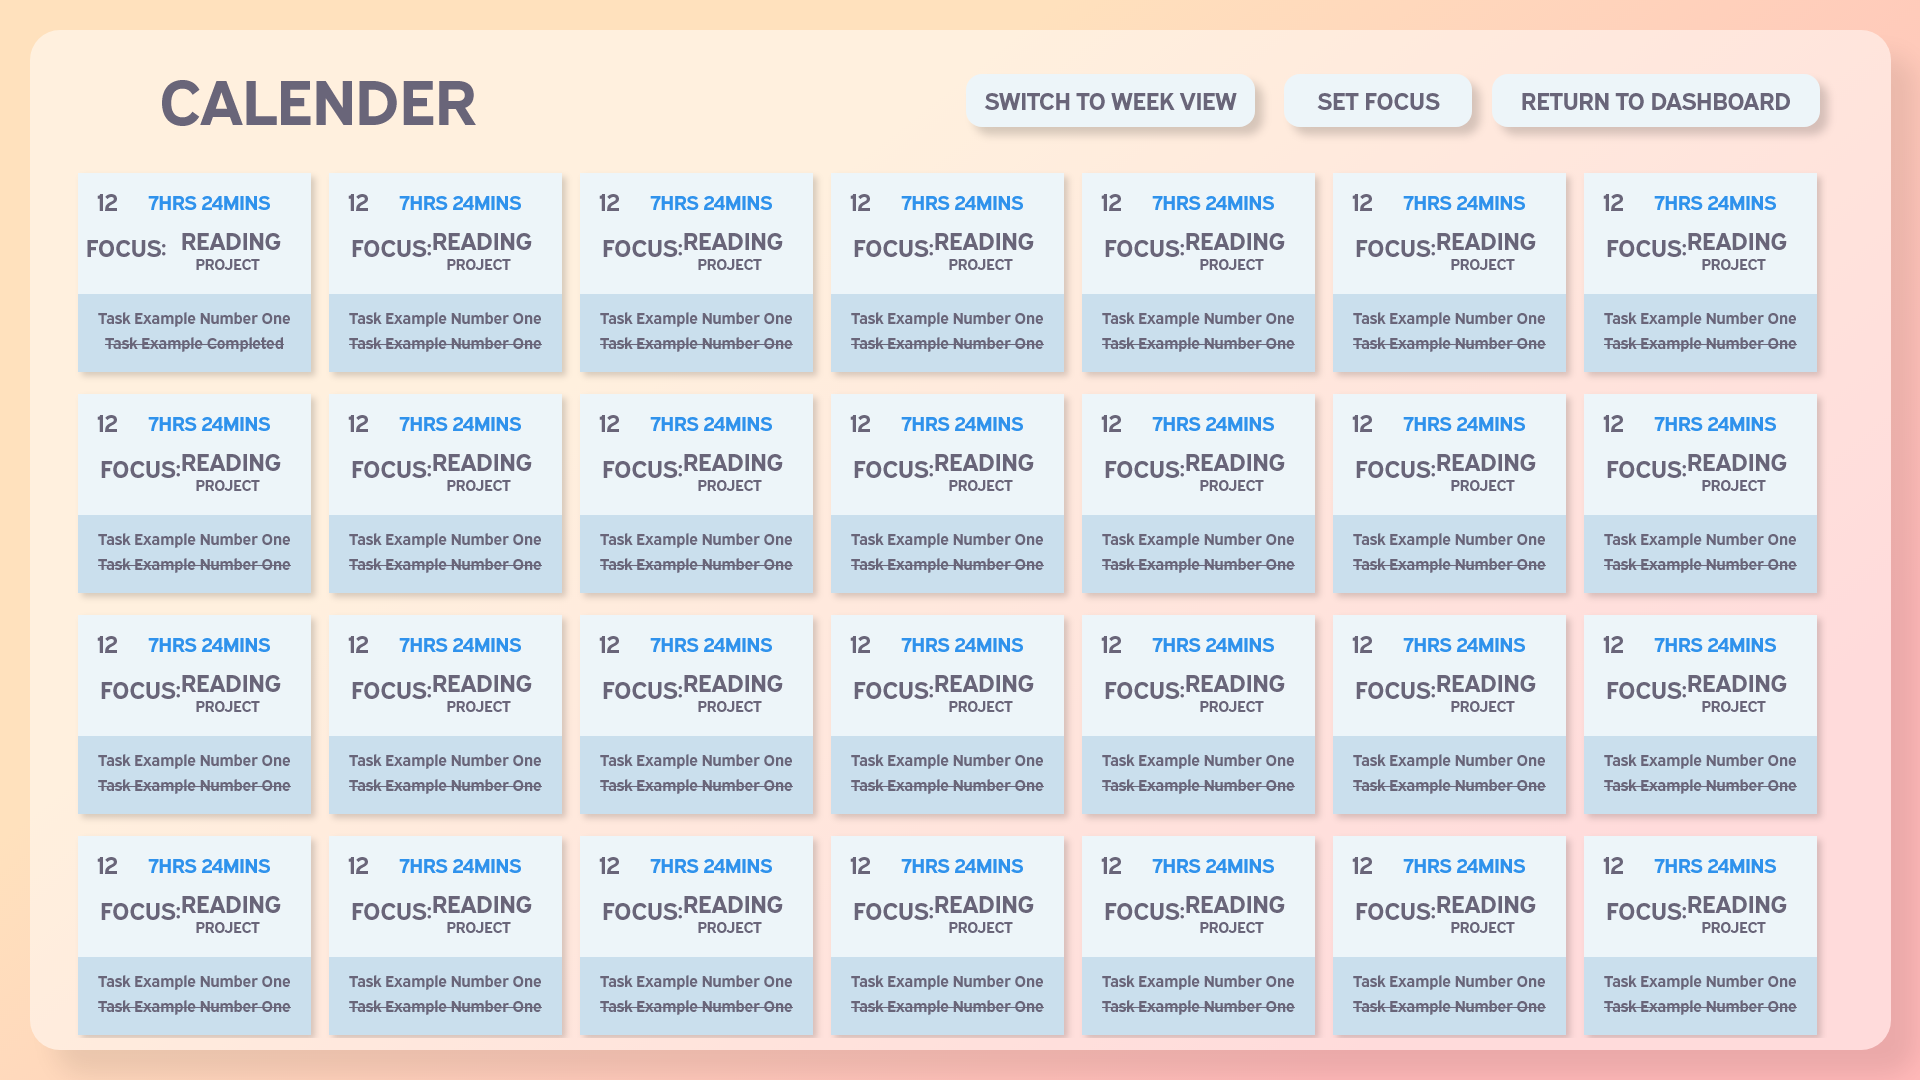 CALENDER
SWITCH TO WEEK VIEW SET FOCUS RETURN TO DASHBOARD
12 7HRS 24MINS 12 7HRS 24MINS 12 7HRS 24MINS 12 7HRS 24MINS 12 7HRS 24MINS 12 7HRS 24MINS 12 7HRS 24MINS
FOCUS: READING FOCUS: READING FOCUS: READING FOCUS: READING FOCUS: READING FOCUS: READING FOCUS: READING
PROJECT PROJECT PROJECT PROJECT PROJECT PROJECT PROJECT
Task Example Number One Task Example Number One Task Example Number One Task Example Number One Task Example Number One Task Example Number One Task Example Number One
Task Example Completed Task Example Number One Task Example Number One Task Example Number One Task Example Number One Task Example Number One Task Example Number One
12 7HRS 24MINS 12 7HRS 24MINS 12 7HRS 24MINS 12 7HRS 24MINS 12 7HRS 24MINS 12 7HRS 24MINS 12 7HRS 24MINS
FOCUS: READING FOCUS: READING FOCUS: READING FOCUS: READING FOCUS: READING FOCUS: READING FOCUS: READING
PROJECT PROJECT PROJECT PROJECT PROJECT PROJECT PROJECT
Task Example Number One Task Example Number One Task Example Number One Task Example Number One Task Example Number One Task Example Number One Task Example Number One
Task Example Number One Task Example Number One Task Example Number One Task Example Number One Task Example Number One Task Example Number One Task Example Number One
12 7HRS 24MINS 12 7HRS 24MINS 12 7HRS 24MINS 12 7HRS 24MINS 12 7HRS 24MINS 12 7HRS 24MINS 12 7HRS 24MINS
FOCUS: READING FOCUS: READING FOCUS: READING FOCUS: READING FOCUS: READING FOCUS: READING FOCUS: READING
PROJECT PROJECT PROJECT PROJECT PROJECT PROJECT PROJECT
Task Example Number One Task Example Number One Task Example Number One Task Example Number One Task Example Number One Task Example Number One Task Example Number One
Task Example Number One Task Example Number One Task Example Number One Task Example Number One Task Example Number One Task Example Number One Task Example Number One
12 7HRS 24MINS 12 7HRS 24MINS 12 7HRS 24MINS 12 7HRS 24MINS 12 7HRS 24MINS 12 7HRS 24MINS 12 7HRS 24MINS
FOCUS: READING FOCUS: READING FOCUS: READING FOCUS: READING FOCUS: READING FOCUS: READING FOCUS: READING
PROJECT PROJECT PROJECT PROJECT PROJECT PROJECT PROJECT
Task Example Number One Task Example Number One Task Example Number One Task Example Number One Task Example Number One Task Example Number One Task Example Number One
Task Example Number One Task Example Number One Task Example Number One Task Example Number One Task Example Number One Task Example Number One Task Example Number One